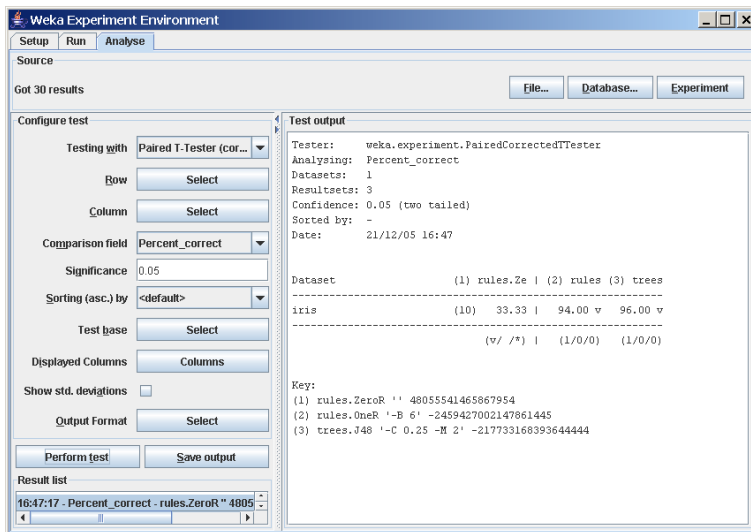 Weka Experiment Environment
Setup Run Analyse
Source
Got 30 results
File... Database... Experiment
Configure test
Testing with Paired T-Tester (cor...
Row Select
Column Select
Comparison field Percent_correct
Significance 0.05
Sorting (asc.) by <default>
Test base Select
Displayed Columns Columns
Show std. deviations
Output Format Select
Perform test Save output
Result list
16:47:17 - Percent_correct - rules.ZeroR '' 4805
Test output
Tester: weka.experiment.PairedCorrectedTTester
Analysing: Percent_correct
Datasets: 1
Resultsets: 3
Confidence: 0.05 (two tailed)
Sorted by: -
Date: 21/12/05 16:47
Dataset (1) rules.Ze | (2) rules (3) trees
---------------------------------------------------------------
iris (10) 33.33 | 94.00 v 96.00 v
---------------------------------------------------------------
(v/ /*) | (1/0/0) (1/0/0)
Key:
(1) rules.ZeroR '' 48055541465867954
(2) rules.OneR '-B 6' -2459427002147861445
(3) trees.J48 '-C 0.25 -M 2' -217733168393644444